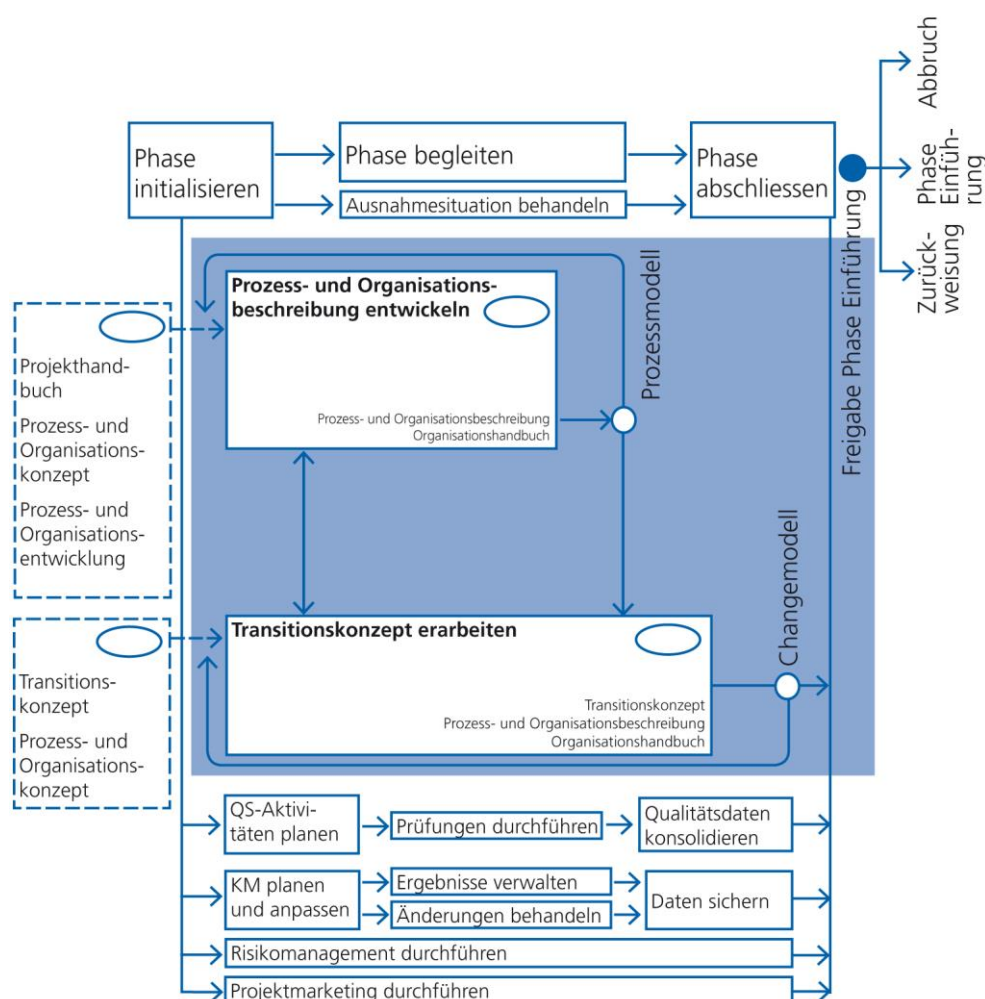 Abbruch
Phase
Einfüh-
rung
Zurück-
weisung
Phase
initialisieren
Phase begleiten
Ausnahmesituation behandeln
Phase
abschliessen
Freigabe Phase Einführung
Prozess- und Organisations-
beschreibung entwickeln
Prozess- und Organisationsbeschreibung
Organisationshandbuch
Prozessmodell
Projekthand-
buch
Prozess- und
Organisations-
konzept
Prozess- und
Organisations-
entwicklung
Transitionskonzept erarbeiten
Transitionskonzept
Prozess- und Organisationsbeschreibung
Organisationshandbuch
Changemodell
Transitions-
konzept
Prozess- und
Organisations-
konzept
QS-Aktivi-
täten planen
Prüfungen durchführen
Qualitätsdaten
konsolidieren
KM planen
und anpassen
Ergebnisse verwalten
Änderungen behandeln
Daten sichern
Risikomanagement durchführen
Projektmarketing durchführen